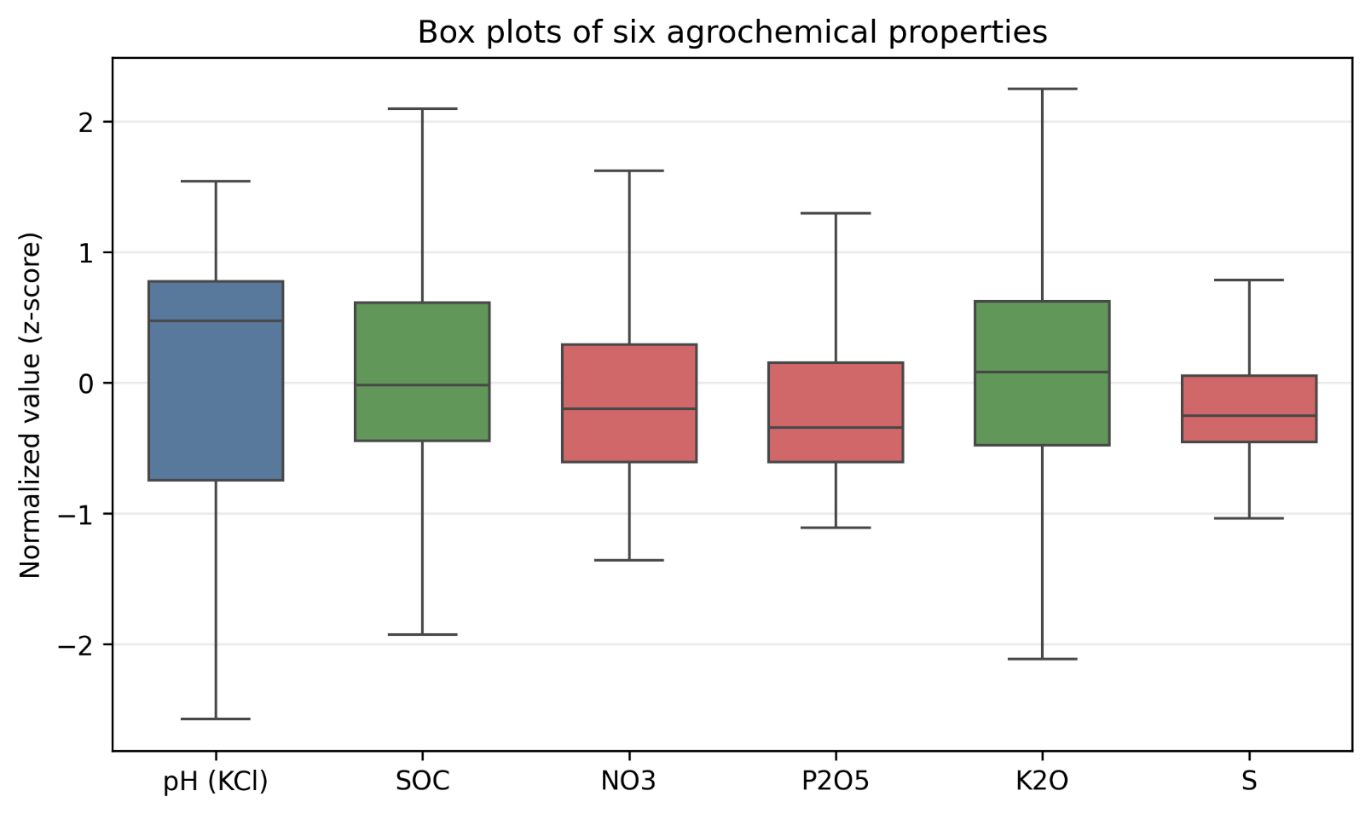 Box plots of six agrochemical properties
Normalized value (z-score)
2
1
0
−1
−2
pH (KCl)
SOC
NO3
P2O5
K2O
S